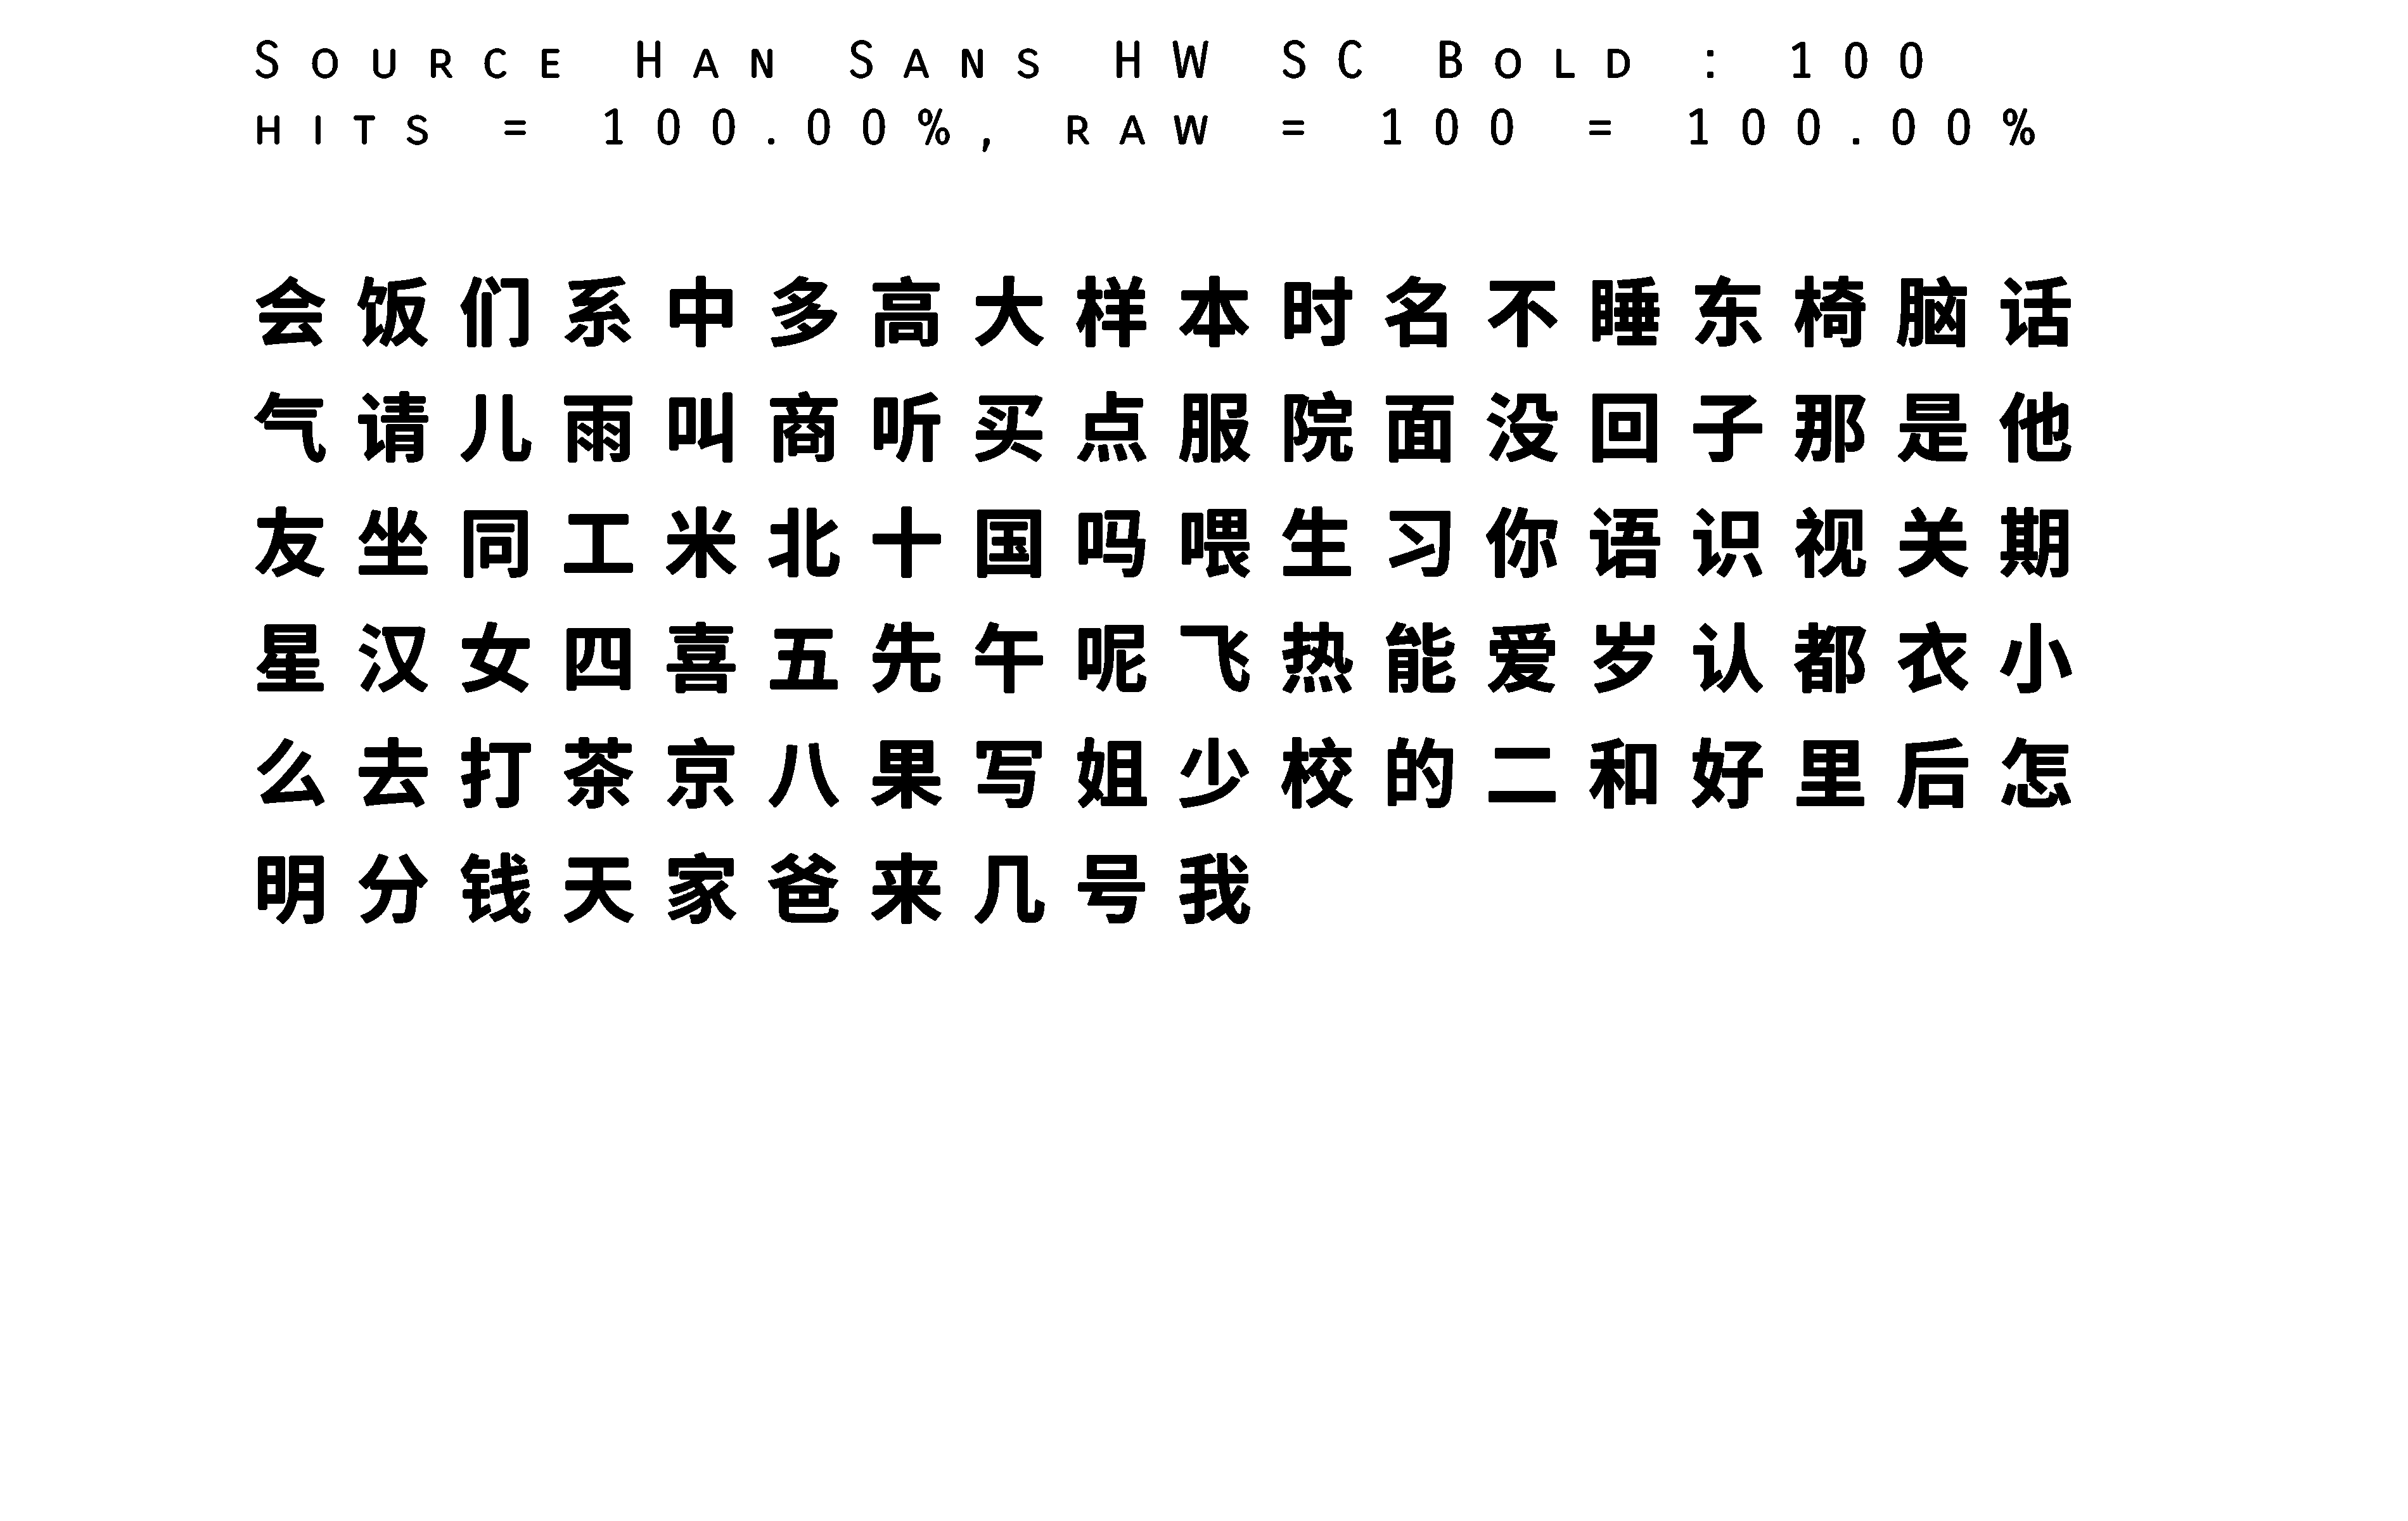 Source Han Sans HW SC Bold : 100
hits = 100.00%, raw = 100 = 100.00%
会饭们系中多高大样本时名不睡东椅脑话
气请儿雨叫商听买点服院面没回子那是他
友坐同工米北十国吗喂生习你语识视关期
星汉女四喜五先午呢飞热能爱岁认都衣小
么去打茶京八果写姐少校的二和好里后怎
明分钱天家爸来几号我